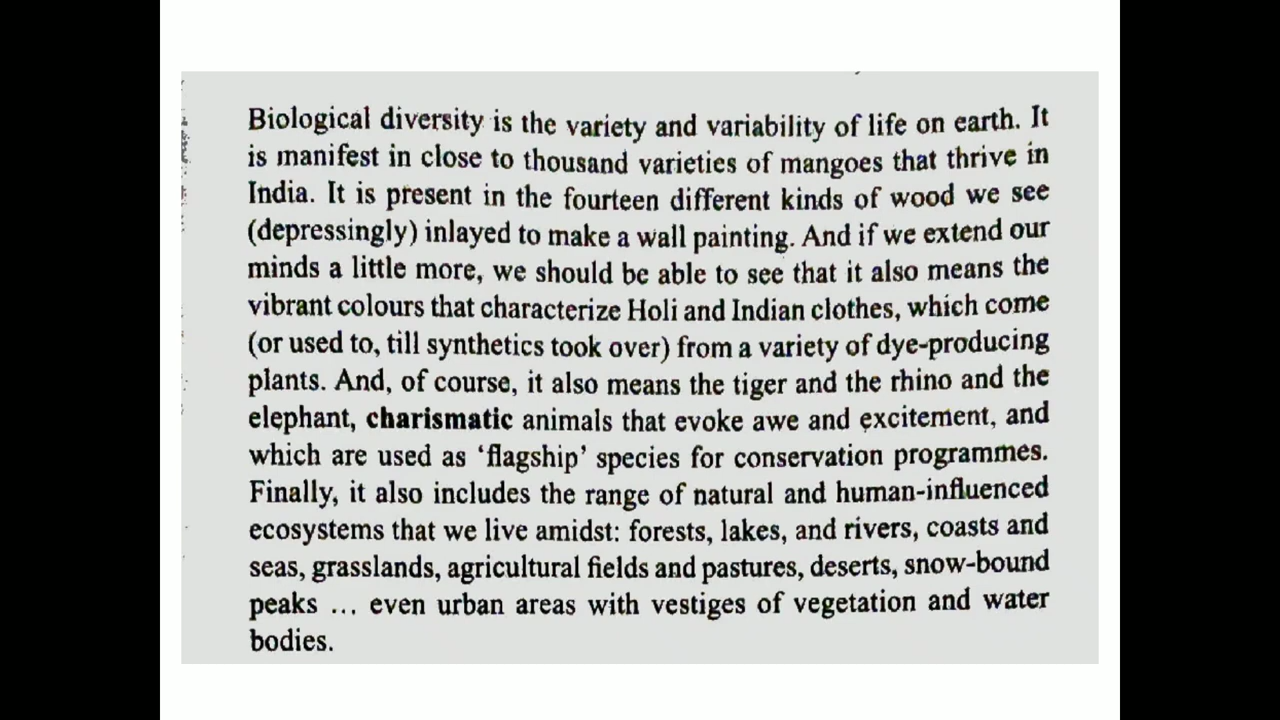 Biological diversity is the variety and variability of life on earth. It
is manifest in close to thousand varieties of mangoes that thrive in
India. It is present in the fourteen different kinds of wood we see
(depressingly) inlayed to make a wall painting. And if we extend our
minds a little more, we should be able to see that it also means the
vibrant colours that characterize Holi and Indian clothes, which come
(or used to, till synthetics took over) from a variety of dye-producing
plants. And, of course, it also means the tiger and the rhino and the
elephant, charismatic animals that evoke awe and excitement, and
which are used as ‘flagship’ species for conservation programmes.
Finally, it also includes the range of natural and human-influenced
ecosystems that we live amidst: forests, lakes, and rivers, coasts and
seas, grasslands, agricultural fields and pastures, deserts, snow-bound
peaks ... even urban areas with vestiges of vegetation and water
bodies.